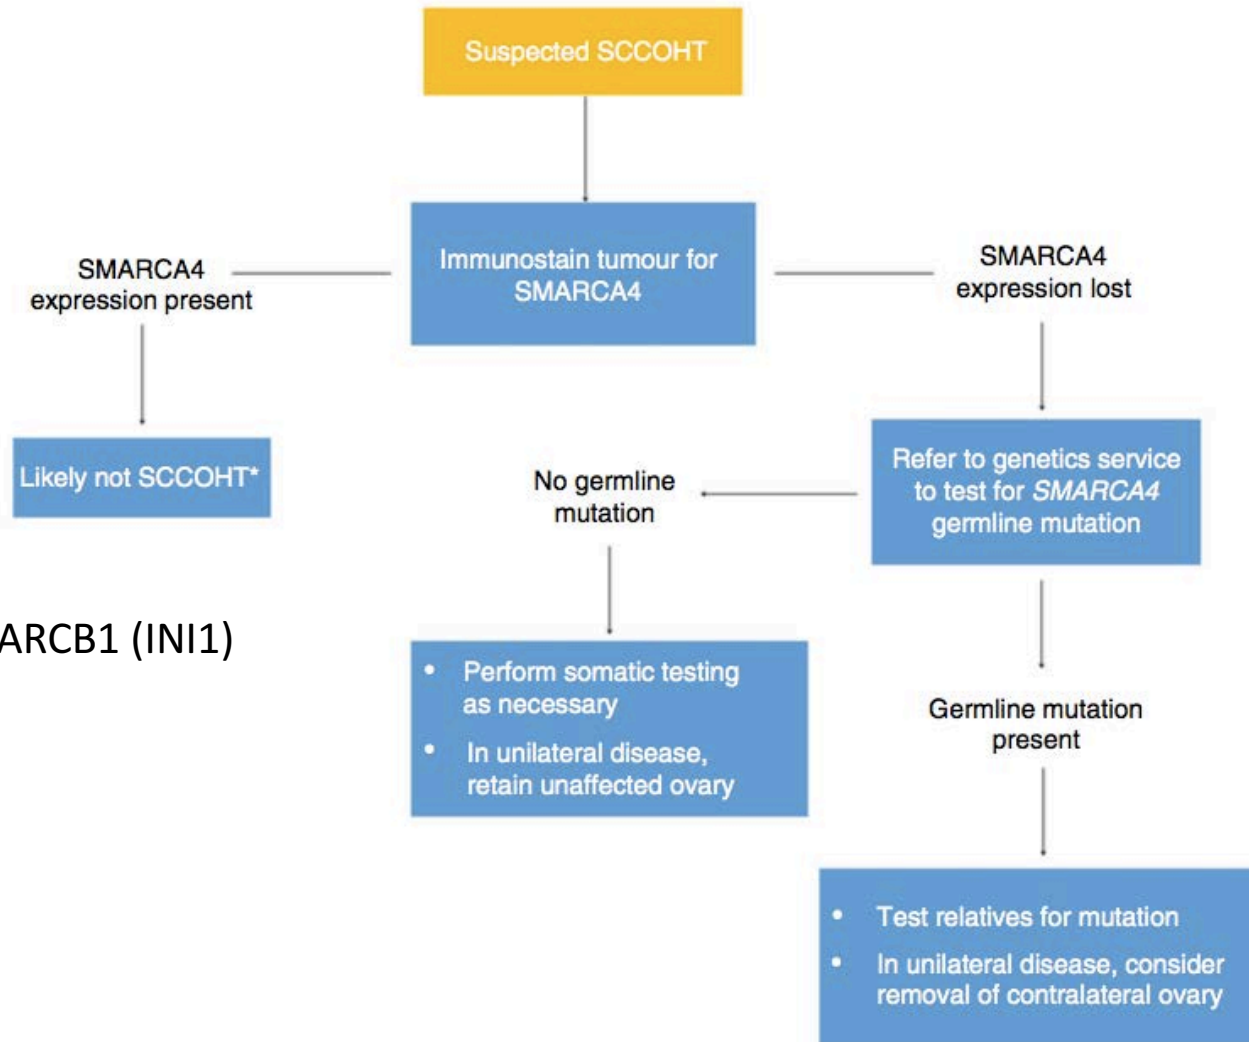 Suspected SCCOHT
Immunostain tumour for
SMARCA4
SMARCA4
expression present
SMARCA4
expression lost
Likely not SCCOHT*
Refer to genetics service
to test for SMARCA4
germline mutation
No germline
mutation
ARCB1 (INI1)
• Perform somatic testing
as necessary
• In unilateral disease,
retain unaffected ovary
Germline mutation
present
• Test relatives for mutation
• In unilateral disease, consider
removal of contralateral ovary